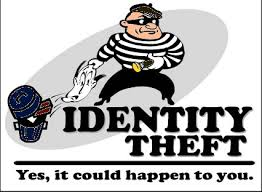 IDENTITY
THEFT
Yes, it could happen to you.